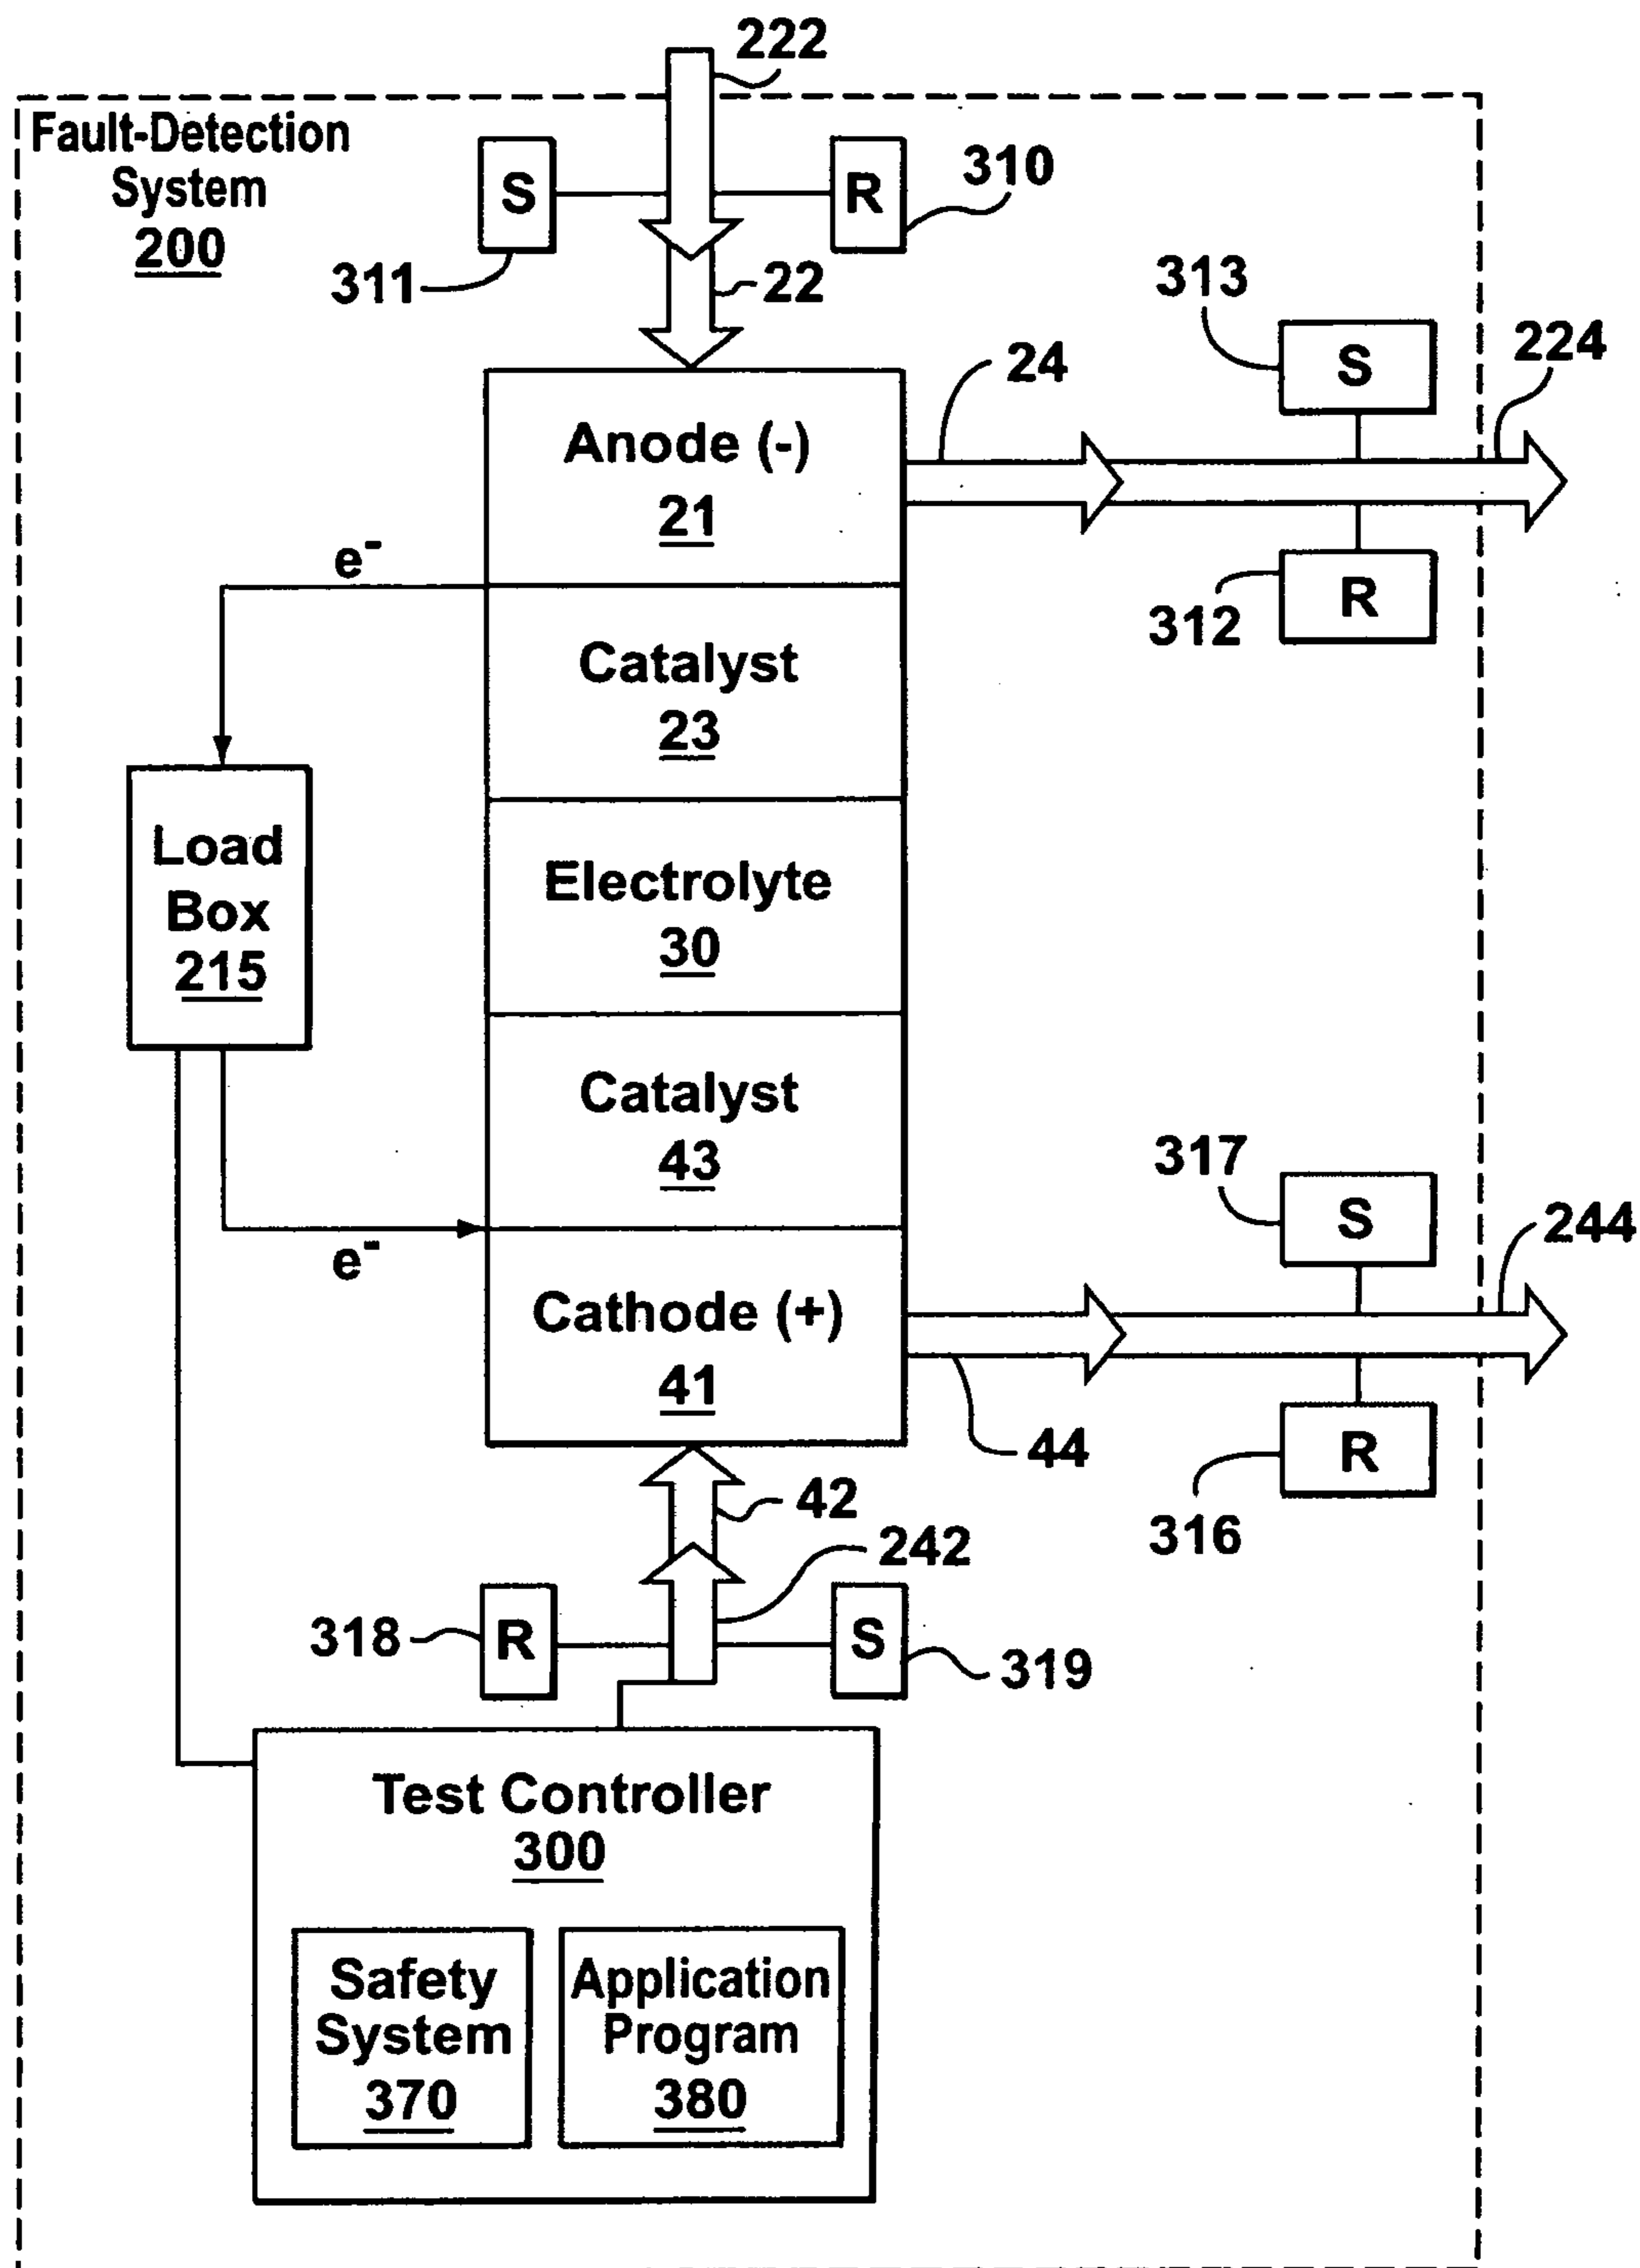 222
Fault-Detection
System
200
S
R
310
311
22
313
S
224
24
Anode (-)
21
R
312
e-
Catalyst
23
Load
Box
215
Electrolyte
30
Catalyst
43
317
S
244
e-
Cathode (+)
41
44
R
316
42
242
318
R
S
319
Test Controller
300
Safety
System
370
Application
Program
380